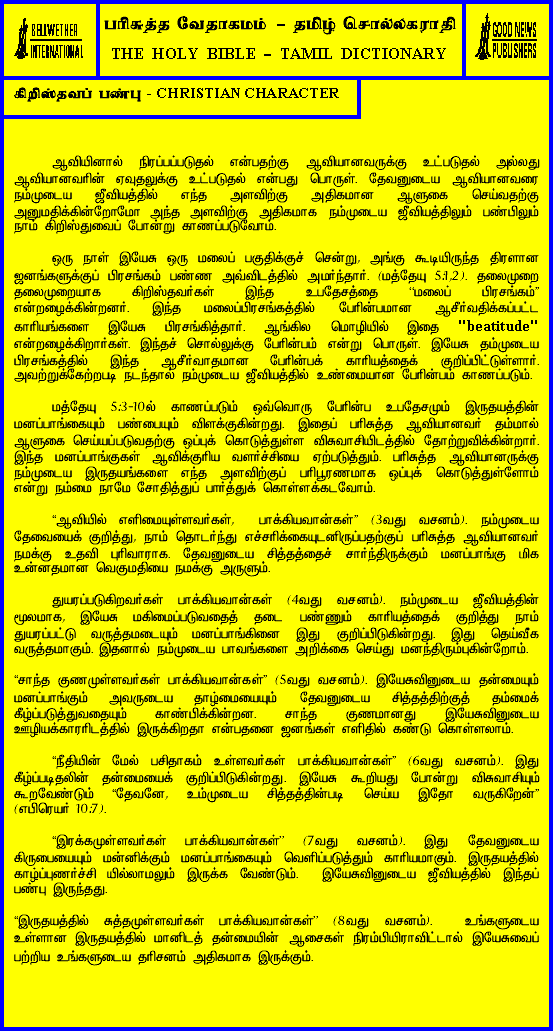 BELLWETHER
INTERNATIONAL
பரிசுத்த வேதாகமம் – தமிழ் சொல்லகராதி
THE HOLY BIBLE – TAMIL DICTIONARY
GOOD NEWS
PUBLISHERS
கிறிஸ்தவப் பண்பு - CHRISTIAN CHARACTER
ஆவியினால் நிரப்பப்படுதல் என்பதற்கு ஆவியானவருக்கு உட்படுதல் அல்லது
ஆவியானவரின் ஏவுதலுக்கு உட்படுதல் என்பது பொருள். தேவனுடைய ஆவியானவரை
நம்முடைய ஜீவியத்தில் எந்த அளவிற்கு அதிகமான ஆளுகை செய்வதற்கு
அனுமதிக்கின்றோமோ அந்த அளவிற்கு அதிகமாக நம்முடைய ஜீவியத்திலும் பண்பிலும்
நாம் கிறிஸ்துவைப் போன்று காணப்படுவோம்.
ஒரு நாள் இயேசு ஒரு மலைப் பகுதிக்குச் சென்று, அங்கு கூடியிருந்த திரளான
ஜனங்களுக்குப் பிரசங்கம் பண்ண அவ்விடத்தில் அமர்ந்தார். (மத்தேயு 5:1,2). தலைமுறை
தலைமுறையாக கிறிஸ்தவர்கள் இந்த உபதேசத்தை “மலைப் பிரசங்கம்”
என்றழைக்கின்றனர். இந்த மலைப்பிரசங்கத்தில் பேரின்பமான ஆசீர்வதிக்கப்பட்ட
காரியங்களை இயேசு பிரசங்கித்தார். ஆங்கில மொழியில் இதை "beatitude"
என்றழைக்கிறார்கள். இந்தச் சொல்லுக்கு பேரின்பம் என்று பொருள். இயேசு தம்முடைய
பிரசங்கத்தில் இந்த ஆசீர்வாதமான பேரின்பக் காரியத்தைக் குறிப்பிட்டுள்ளார்.
அவற்றுக்கேற்றபடி நடந்தால் நம்முடைய ஜீவியத்தில் உண்மையான பேரின்பம் காணப்படும்.
மத்தேயு 5:3-10ல் காணப்படும் ஒவ்வொரு பேரின்ப உபதேசமும் இருதயத்தின்
மனப்பாங்கையும் பண்பையும் விளக்குகின்றது. இதைப் பரிசுத்த ஆவியானவர் தம்மால்
ஆளுகை செய்யப்படுவதற்கு ஒப்புக் கொடுத்துள்ள விசுவாசியிடத்தில் தோற்றுவிக்கின்றார்.
இந்த மனப்பாங்குகள் ஆவிக்குரிய வளர்ச்சியை ஏற்படுத்தும். பரிசுத்த ஆவியானருக்கு
நம்முடைய இருதயங்களை எந்த அளவிற்குப் பரிபூரணமாக ஒப்புக் கொடுத்துள்ளோம்
என்று நம்மை நாமே சோதித்துப் பார்த்துக் கொள்ளக்கடவோம்.
“ஆவியில் எளிமையுள்ளவர்கள், பாக்கியவான்கள்” (3வது வசனம்). நம்முடைய
தேவையைக் குறித்து, நாம் தொடர்ந்து எச்சரிக்கையுடனிருப்பதற்குப் பரிசுத்த ஆவியானவர்
நமக்கு உதவி புரிவாராக. தேவனுடைய சித்தத்தைச் சார்ந்திருக்கும் மனப்பாங்கு மிக
உன்னதமான வெகுமதியை நமக்கு அருளும்.
துயரப்படுகிறவர்கள் பாக்கியவான்கள் (4வது வசனம்). நம்முடைய ஜீவியத்தின்
மூலமாக, இயேசு மகிமைப்படுவதைத் தடை பண்ணும் காரியத்தைக் குறித்து நாம்
துயரப்பட்டு வருத்தமடையும் மனப்பாங்கினை இது குறிப்பிடுகின்றது. இது தெய்வீக
வருத்தமாகும். இதனால் நம்முடைய பாவங்களை அறிக்கை செய்து மனந்திரும்புகின்றோம்.
“சாந்த குணமுள்ளவர்கள் பாக்கியவான்கள்” (5வது வசனம்). இயேசுவினுடைய தன்மையும்
மனப்பாங்கும் அவருடைய தாழ்மையையும் தேவனுடைய சித்தத்திற்குத் தம்மைக்
கீழ்ப்படுத்துவதையும் காண்பிக்கின்றன. சாந்த குணமானது இயேசுவினுடைய
ஊழியக்காரரிடத்தில் இருக்கிறதா என்பதனை ஜனங்கள் எளிதில் கண்டு கொள்ளலாம்.
“நீதியின் மேல் பசிதாகம் உள்ளவர்கள் பாக்கியவான்கள்” (6வது வசனம்). இது
கீழ்ப்படிதலின் தன்மையைக் குறிப்பிடுகின்றது. இயேசு கூறியது போன்று விசுவாசியும்
கூறவேண்டும் “தேவனே, உம்முடைய சித்தத்தின்படி செய்ய இதோ வருகிறேன்”
(எபிரெயர் 10:7).
“இரக்கமுள்ளவர்கள் பாக்கியவான்கள்” (7வது வசனம்). இது தேவனுடைய
கிருபையையும் மன்னிக்கும் மனப்பாங்கையும் வெளிப்படுத்தும் காரியமாகும். இருதயத்தில்
காழ்ப்புணர்ச்சி யில்லாமலும் இருக்க வேண்டும். இயேசுவினுடைய ஜீவியத்தில் இந்தப்
பண்பு இருந்தது.
“இருதயத்தில் சுத்தமுள்ளவர்கள் பாக்கியவான்கள்” (8வது வசனம்). உங்களுடைய
உள்ளான இருதயத்தில் மானிடத் தன்மையின் ஆசைகள் நிரம்பியிராவிட்டால் இயேசுவைப்
பற்றிய உங்களுடைய தரிசனம் அதிகமாக இருக்கும்.